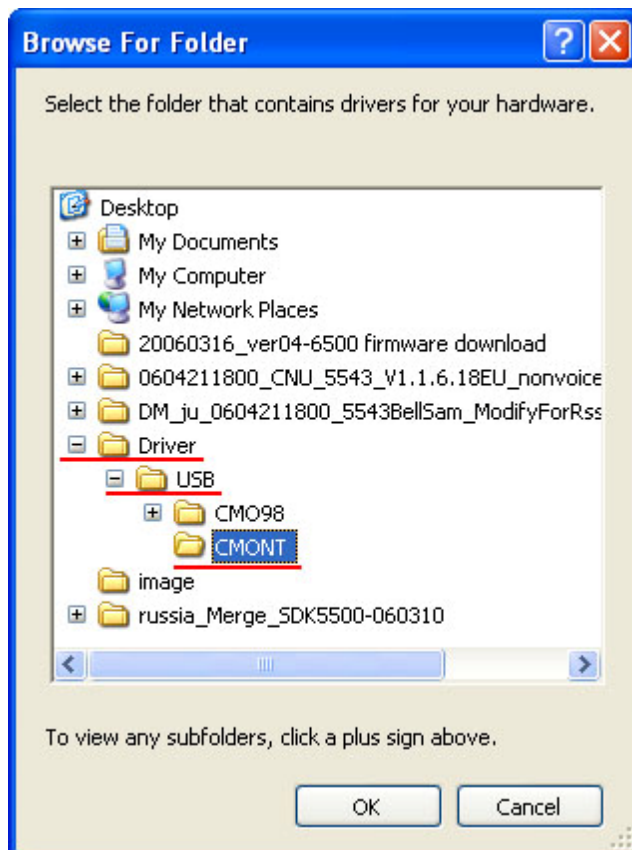 Browse For Folder
Select the folder that contains drivers for your hardware.
Desktop
My Documents
My Computer
My Network Places
20060316_ver04-6500 firmware download
0604211800_CNU_5543_V1.1.6.18EU_nonvoice
DM_ju_0604211800_5543BellSam_ModifyForRss
Driver
USB
CMO98
CMONT
image
russia_Merge_SDK5500-060310
To view any subfolders, click a plus sign above.
OK Cancel